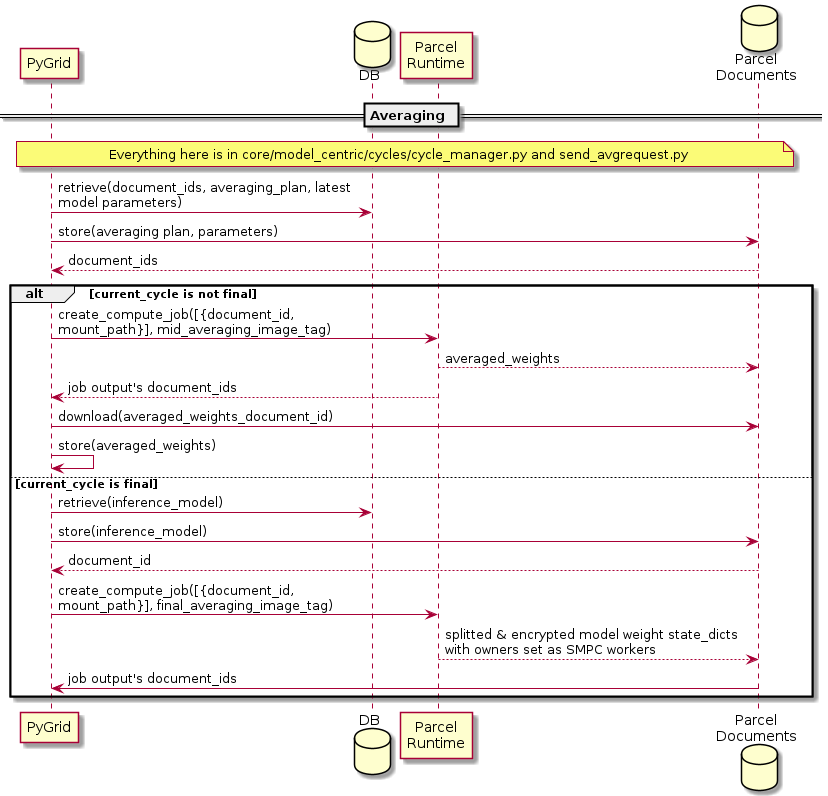 PyGrid
DB
Parcel
Runtime
Parcel
Documents
Averaging
Everything here is in core/model_centric/cycles/cycle_manager.py and send_avgrequest.py
retrieve(document_ids, averaging_plan, latest
model parameters)
store(averaging plan, parameters)
document_ids
alt [current_cycle is not final]
create_compute_job([{document_id,
mount_path}], mid_averaging_image_tag)
averaged_weights
job output's document_ids
download(averaged_weights_document_id)
store(averaged_weights)
[current_cycle is final]
retrieve(inference_model)
store(inference_model)
document_id
create_compute_job([{document_id,
mount_path}], final_averaging_image_tag)
splitted & encrypted model weight state_dicts
with owners set as SMPC workers
job output's document_ids
PyGrid
DB
Parcel
Runtime
Parcel
Documents